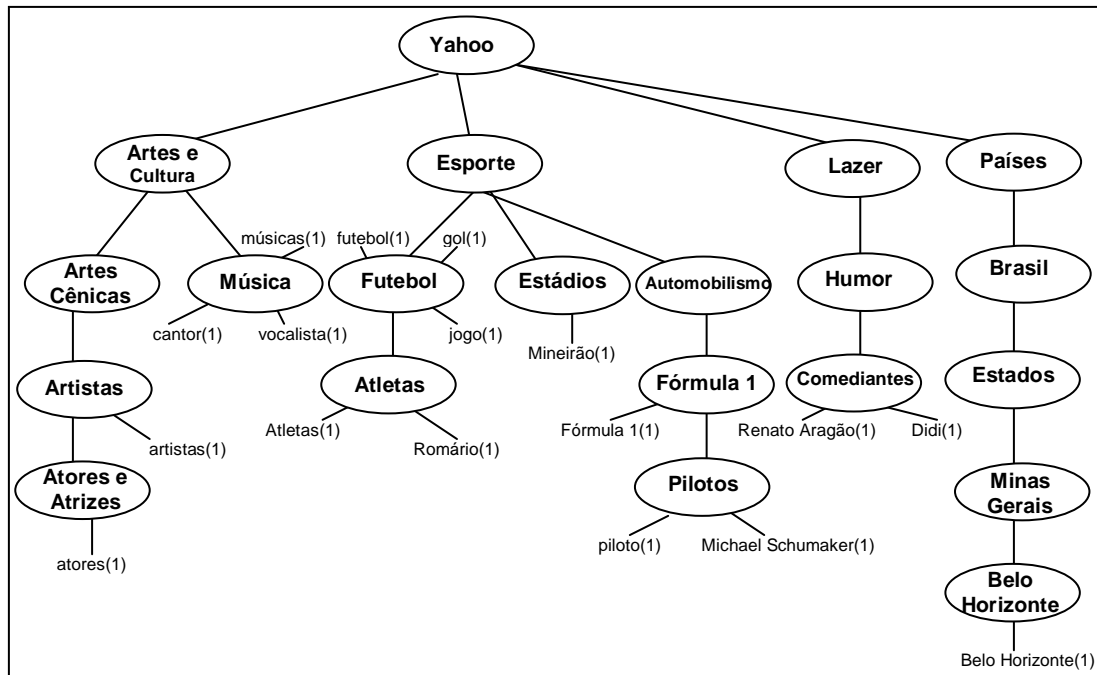 Yahoo
Artes e
Cultura
Esporte
Lazer
Países
músicas(1)
futebol(1)
gol(1)
Artes
Cênicas
Música
Futebol
Estádios
Automobilismo
Humor
Brasil
cantor(1)
vocalista(1)
jogo(1)
Mineirão(1)
Artistas
Atletas
Fórmula 1
Comediantes
Estados
artistas(1)
Atletas(1)
Romário(1)
Fórmula 1(1)
Renato Aragão(1)
Didi(1)
Atores e
Atrizes
Pilotos
Minas
Gerais
atores(1)
piloto(1)
Michael Schumaker(1)
Belo
Horizonte
Belo Horizonte(1)